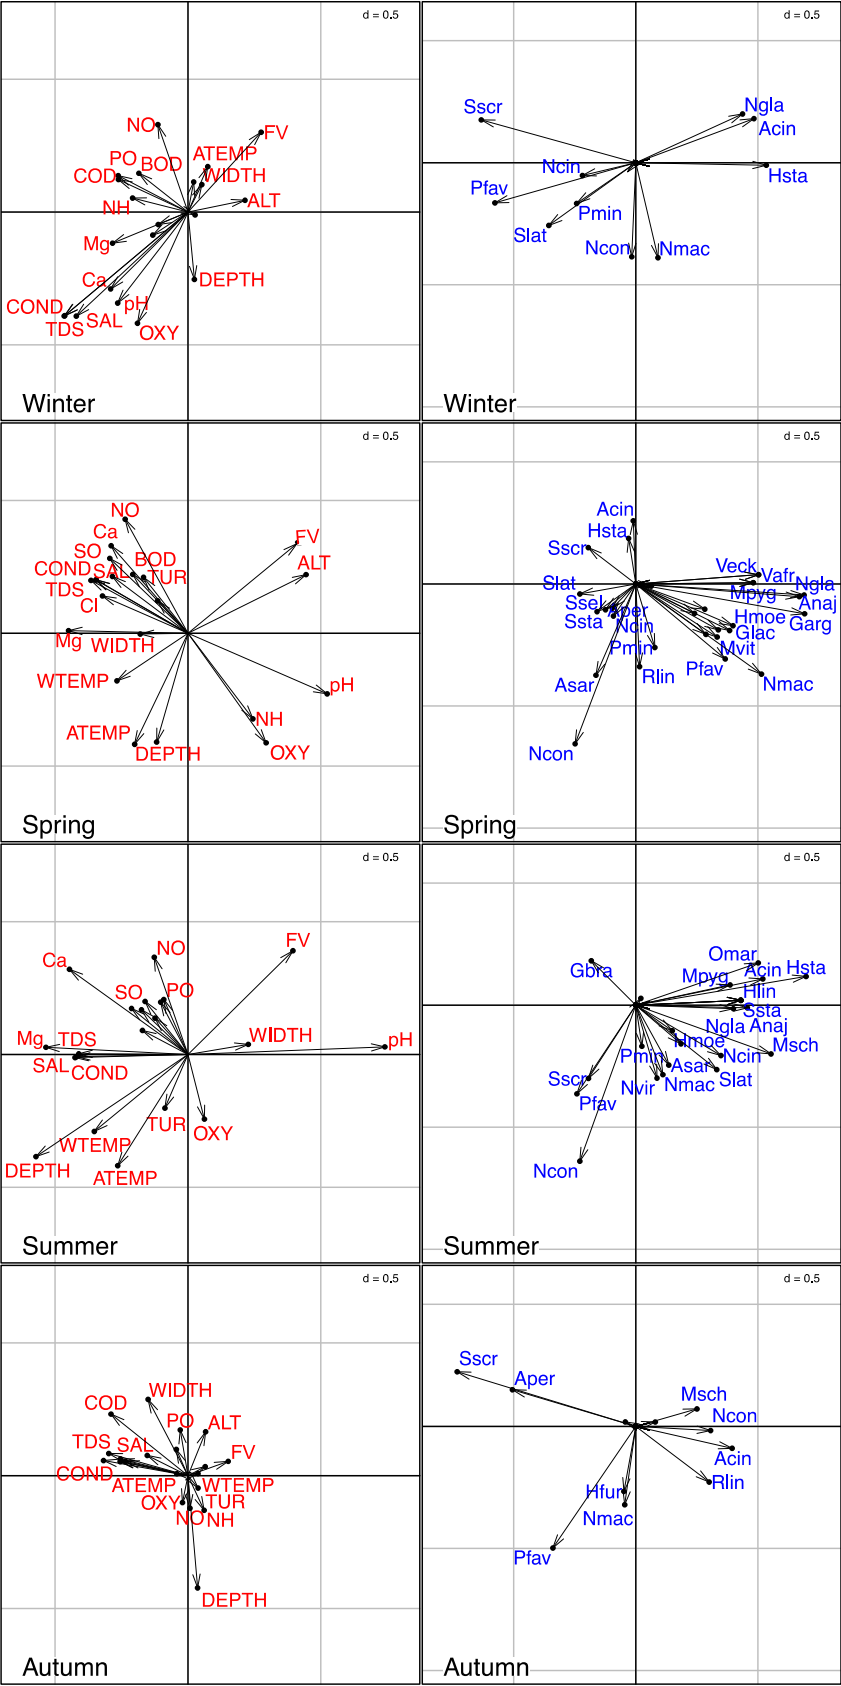 d = 0.5
NO
FV
ATEMP
PO
BOD
WIDTH
COD
NH
ALT
Mg
Ca
DEPTH
COND
pH
SAL
TDS
OXY
Winter
d = 0.5
Sscr
Ngla
Acin
Ncin
Hsta
Pfav
Pmin
Slat
Ncon
Nmac
Winter
d = 0.5
NO
Ca
FV
SO
BOD
ALT
COND
SAL
TUR
TDS
Cl
Mg
WIDTH
WTEMP
pH
NH
ATEMP
DEPTH
OXY
Spring
d = 0.5
Acin
Hsta
Sscr
Veck
Vafr
Slat
Mpyg
Ngla
Ssel
Aper
Anaj
Ssta
Ncin
Hmoe
Garg
Glac
Pmin
Mvit
Pfav
Rlin
Asar
Nmac
Ncon
Spring
d = 0.5
NO
FV
Ca
SO
PO
Mg
TDS
WIDTH
pH
SAL
COND
TUR
OXY
WTEMP
DEPTH
ATEMP
Summer
d = 0.5
Gbra
Omar
Mpyg
Acin
Hsta
Hlin
Ssta
Ngla
Anaj
Hmoe
Msch
Pmin
Ncin
Asar
Sscr
Nvir
Nmac
Slat
Pfav
Ncon
Summer
d = 0.5
WIDTH
COD
PO
ALT
TDS
SAL
FV
COND
ATEMP
WTEMP
OXY
TUR
NO
NH
DEPTH
Autumn
d = 0.5
Sscr
Aper
Msch
Ncon
Acin
Rlin
Hfur
Nmac
Pfav
Autumn